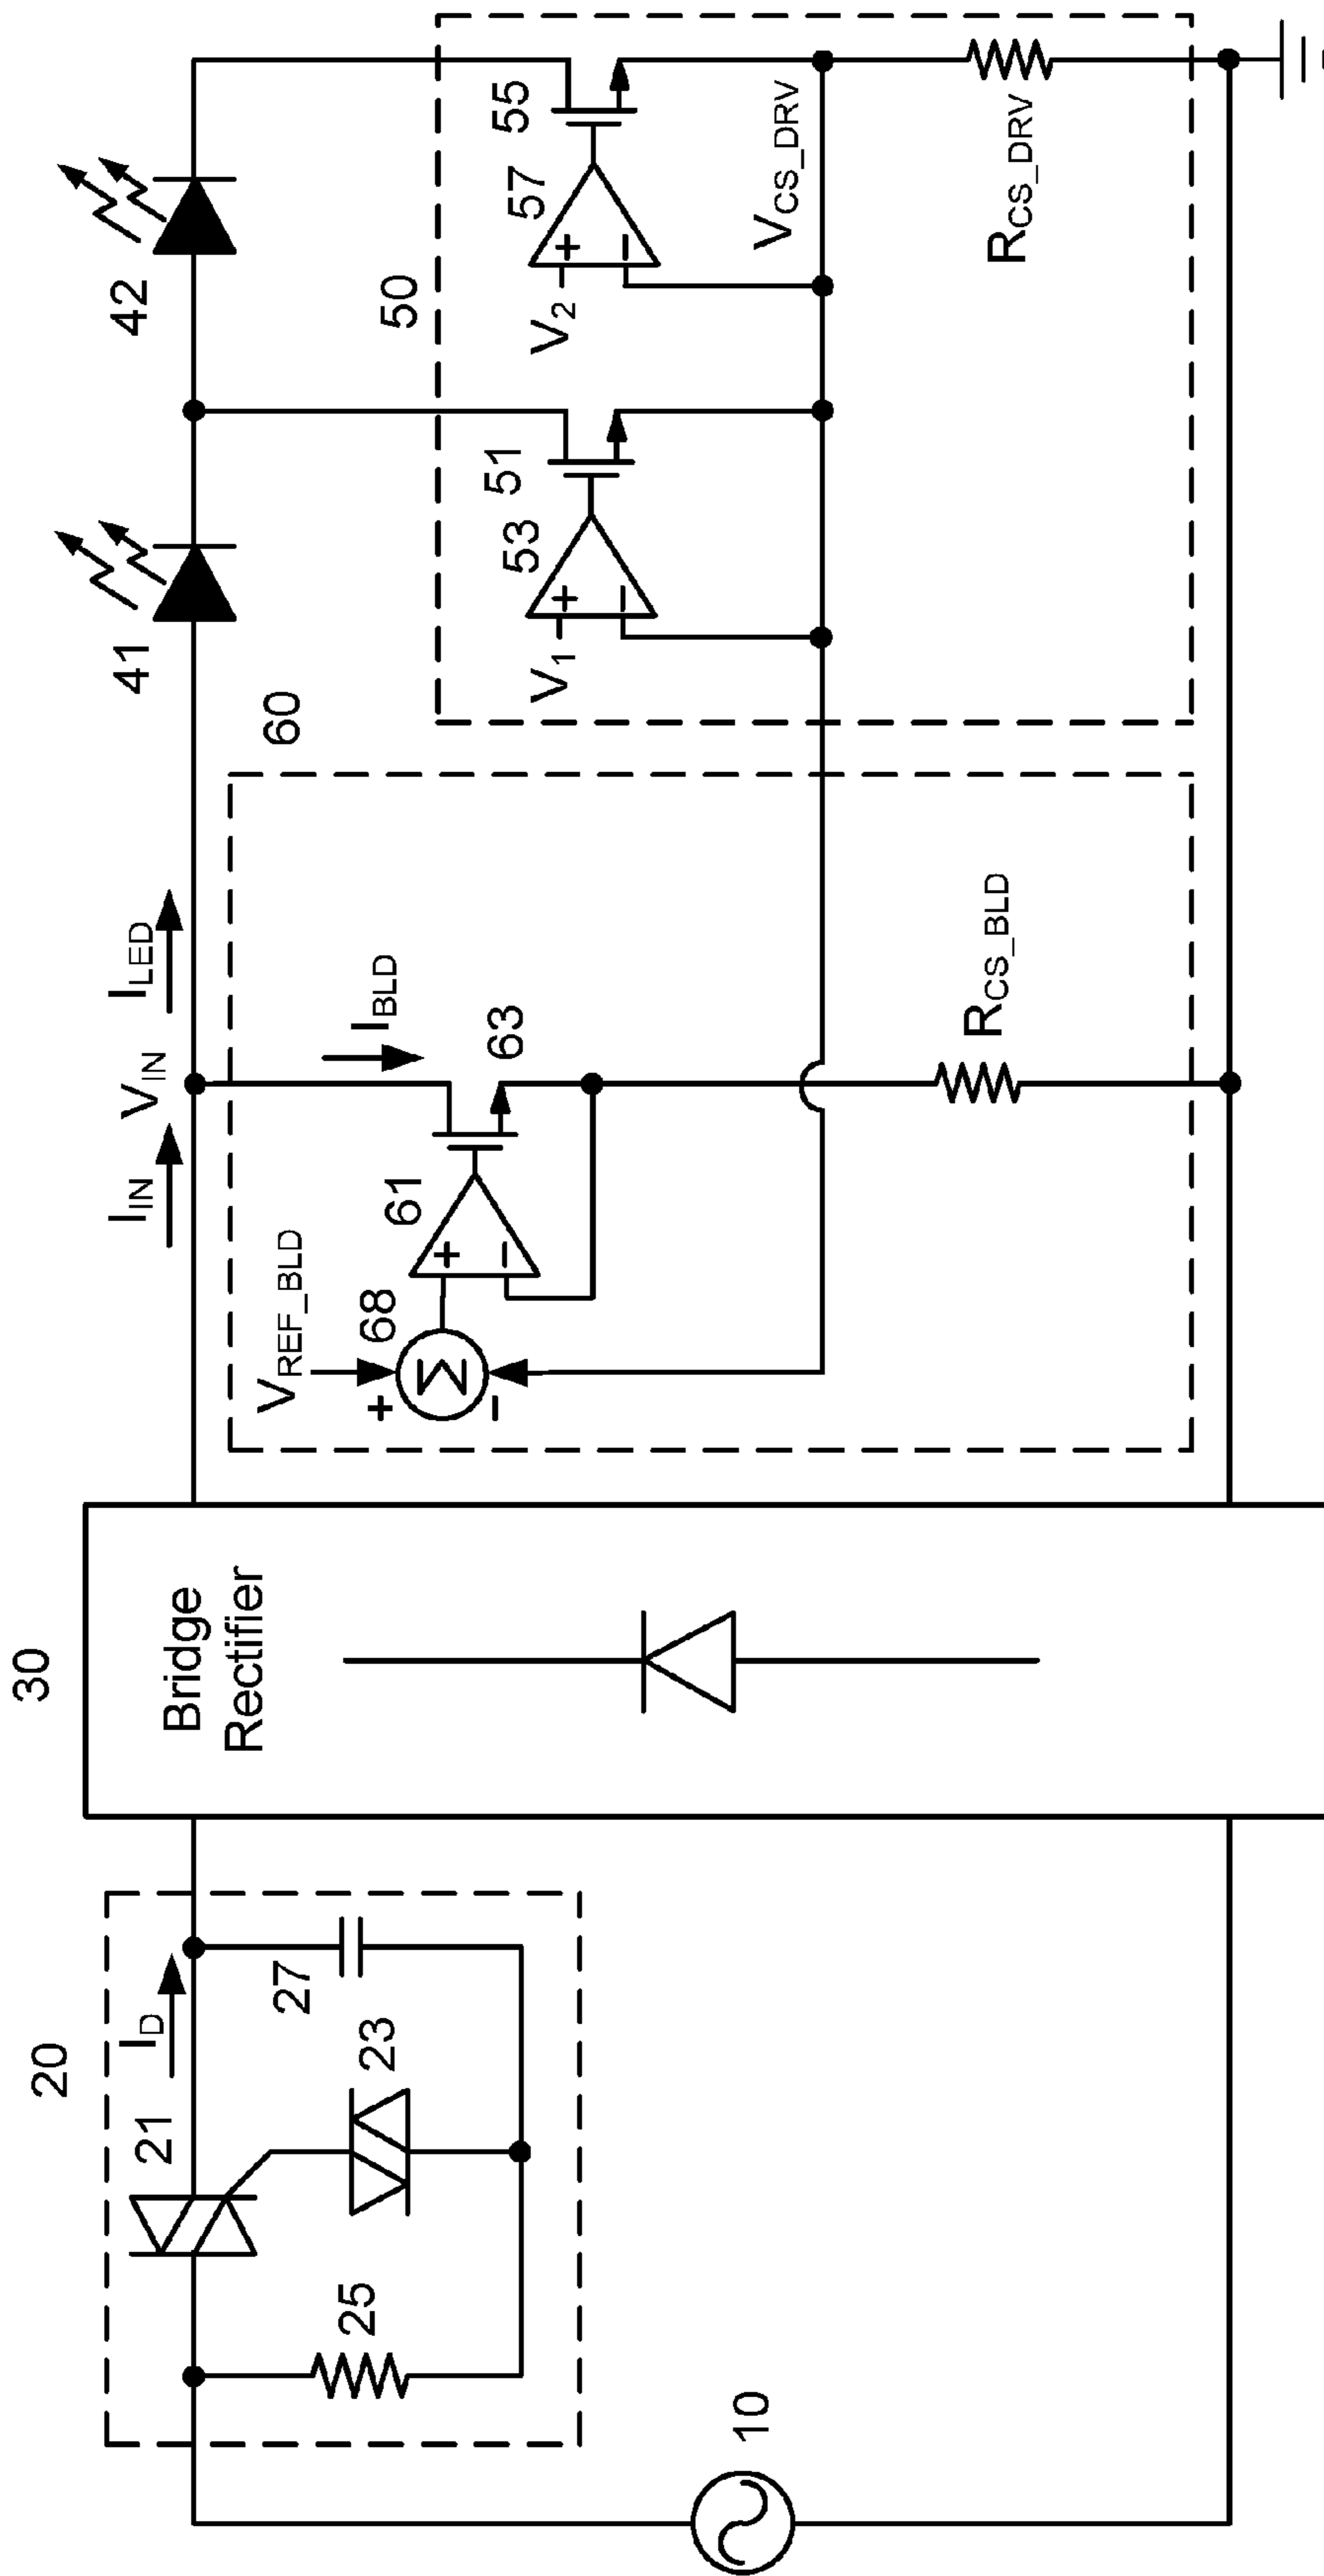 10
20
21
I_D
25
23
27
30
Bridge
Rectifier
I_IN
V_IN
I_LED
V_REF_BLD
68
+
-
61
+
-
I_BLD
63
R_CS_BLD
60
41
42
50
V_1
53
+
-
51
V_2
57
+
-
55
V_CS_DRV
R_CS_DRV
Σ